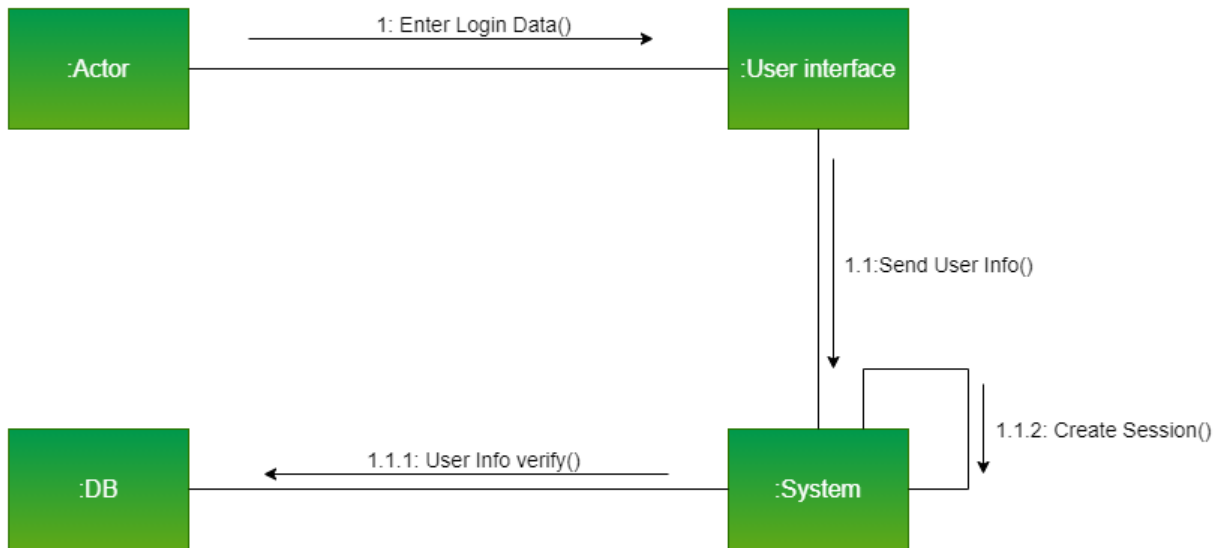 1: Enter Login Data()
:Actor
:User interface
1.1:Send User Info()
1.1.2: Create Session()
1.1.1: User Info verify()
:DB
:System